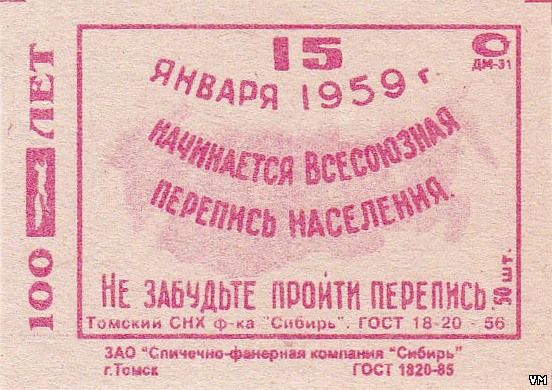 15
ЯНВАРЯ 1959 г.
ДМ-31
НАЧИНАЕТСЯ ВСЕСОЮЗНАЯ
ПЕРЕПИСЬ НАСЕЛЕНИЯ.
НЕ ЗАБУДЬТЕ ПРОЙТИ ПЕРЕПИСЬ.
50 шт.
Томский СНХ ф-ка "Сибирь". ГОСТ 18-20 - 56
100 ЛЕТ
ЗАО "Спичечно-фанерная компания "Сибирь"
г.Томск ГОСТ 1820-85
VM